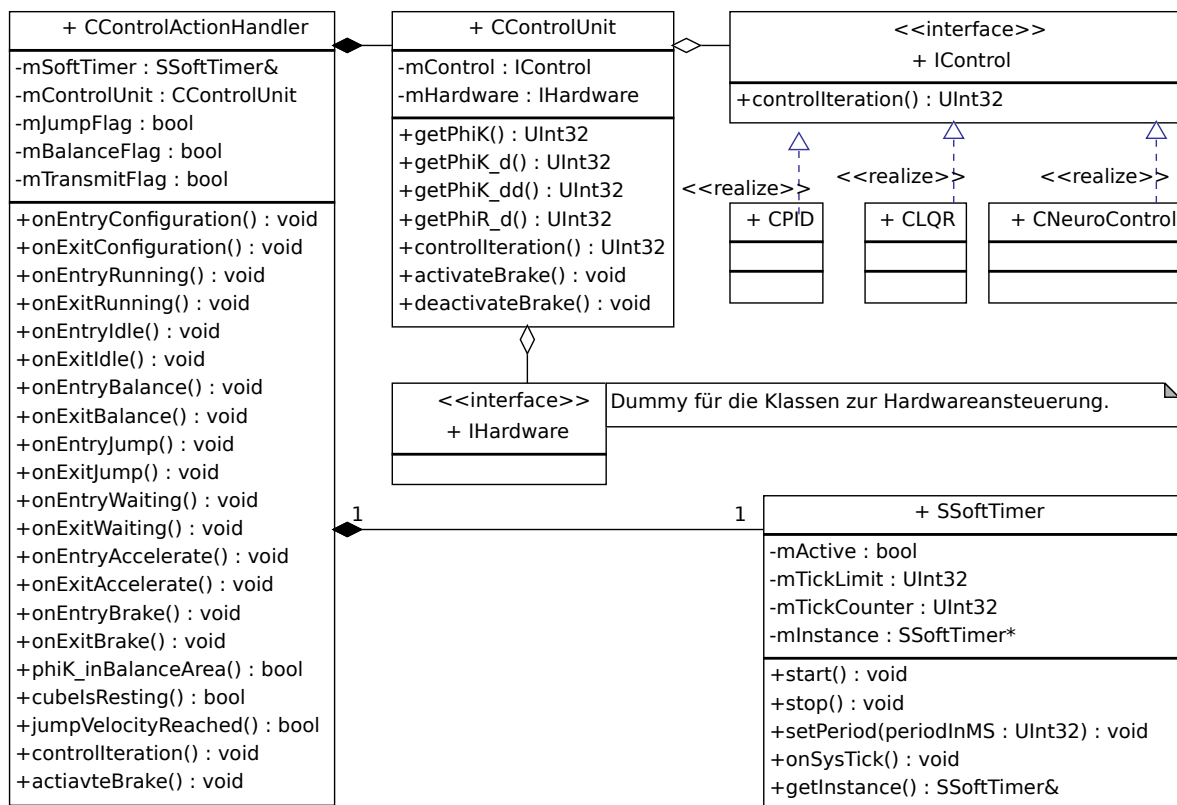 + CControlActionHandler
-mSoftTimer : SSoftTimer&
-mControlUnit : CControlUnit
-mJumpFlag : bool
-mBalanceFlag : bool
-mTransmitFlag : bool
+onEntryConfiguration() : void
+onExitConfiguration() : void
+onEntryRunning() : void
+onExitRunning() : void
+onEntryIdle() : void
+onExitIdle() : void
+onEntryBalance() : void
+onExitBalance() : void
+onEntryJump() : void
+onExitJump() : void
+onEntryWaiting() : void
+onExitWaiting() : void
+onEntryAccelerate() : void
+onExitAccelerate() : void
+onEntryBrake() : void
+onExitBrake() : void
+phiK_inBalanceArea() : bool
+cubeIsResting() : bool
+jumpVelocityReached() : bool
+controlIteration() : void
+actiavteBrake() : void
+ CControlUnit
-mControl : IControl
-mHardware : IHardware
+getPhiK() : UInt32
+getPhiK_d() : UInt32
+getPhiK_dd() : UInt32
+getPhiR_d() : UInt32
+controlIteration() : UInt32
+activateBrake() : void
+deactivateBrake() : void
<<interface>>
+ IControl
+controlIteration() : UInt32
<<realize>>
<<realize>>
<<realize>>
+ CPID
+ CLQR
+ CNeuroControl
<<interface>>
+ IHardware
Dummy für die Klassen zur Hardwareansteuerung.
1
1
+ SSoftTimer
-mActive : bool
-mTickLimit : UInt32
-mTickCounter : UInt32
-mInstance : SSoftTimer*
+start() : void
+stop() : void
+setPeriod(periodInMS : UInt32) : void
+onSysTick() : void
+getInstance() : SSoftTimer&